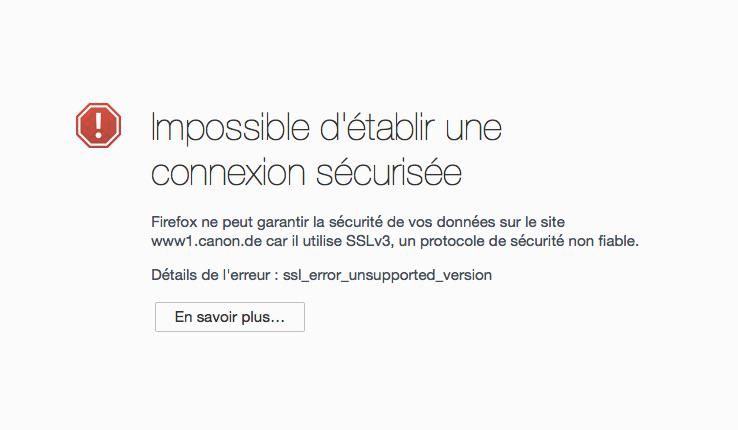 Impossible d'établir une
connexion sécurisée
Firefox ne peut garantir la sécurité de vos données sur le site
www1.canon.de car il utilise SSLv3, un protocole de sécurité non fiable.
Détails de l'erreur : ssl_error_unsupported_version
En savoir plus…